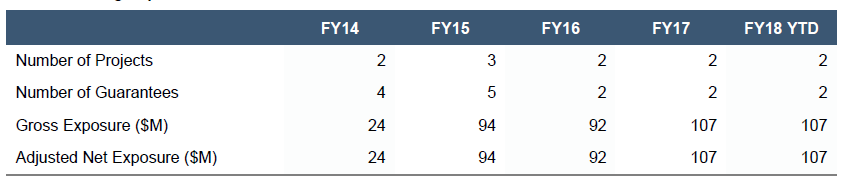 FY14 FY15 FY16 FY17 FY18 YTD
Number of Projects 2 3 2 2 2
Number of Guarantees 4 5 2 2 2
Gross Exposure ($M) 24 94 92 107 107
Adjusted Net Exposure ($M) 24 94 92 107 107